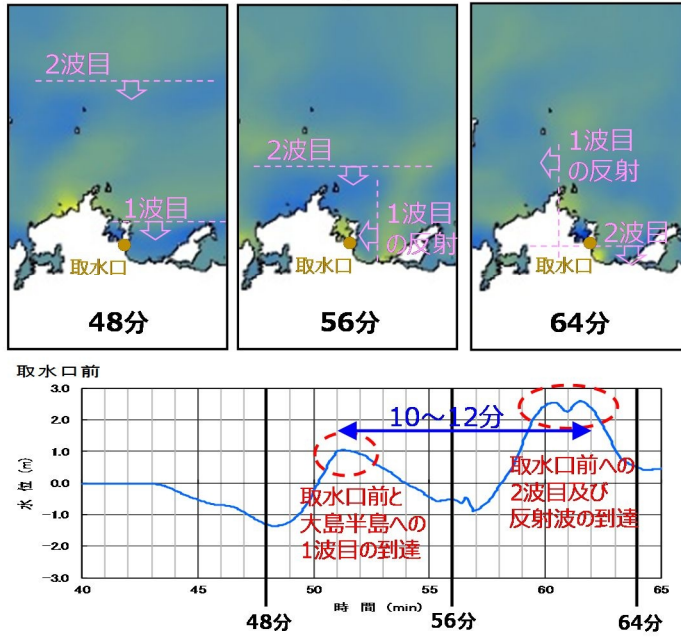 2波目
1波目
取水口
48分
2波目
1波目
の反射
取水口
56分
1波目
の反射
2波目
取水口
64分
取水口前
水 位 (m)
3.0
2.0
1.0
0.0
-1.0
-2.0
-3.0
10～12分
取水口前と
大島半島への
1波目の到達
取水口前への
2波目及び
反射波の到達
40
45
50
55
60
65
時 間 (min)
48分
56分
64分